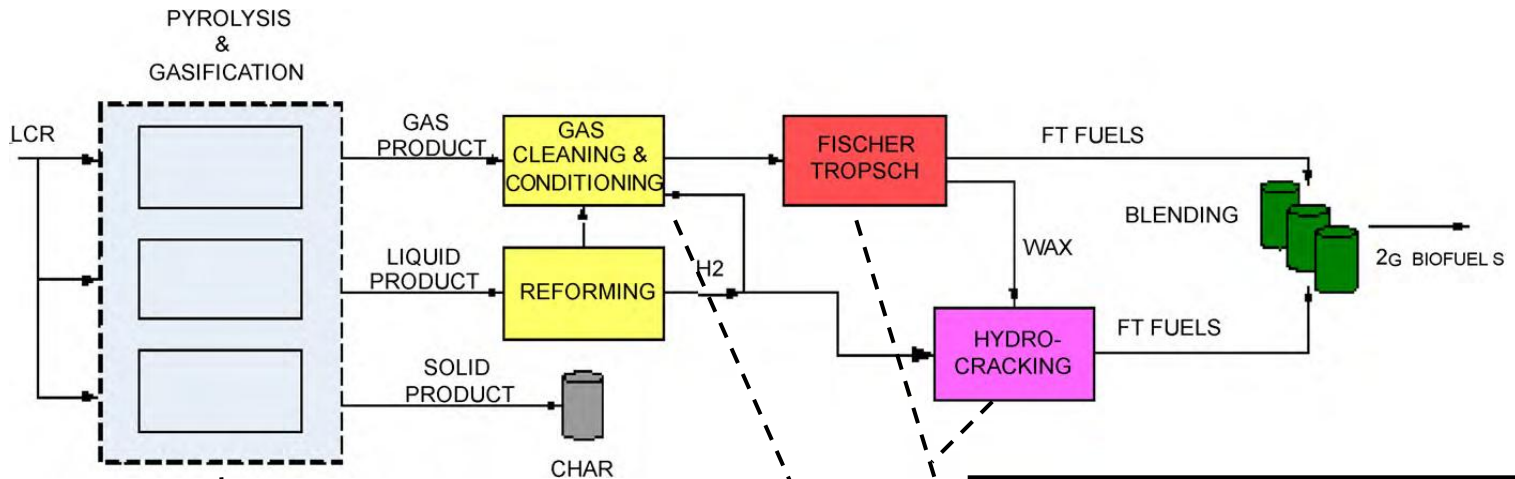 PYROLYSIS
&
GASIFICATION
LCR
GAS
PRODUCT
GAS
CLEANING &
CONDITIONING
FISCHER
TROPSCH
FT FUELS
BLENDING
2G BIOFUEL S
LIQUID
PRODUCT
REFORMING
H2
WAX
HYDRO-
CRACKING
FT FUELS
SOLID
PRODUCT
CHAR